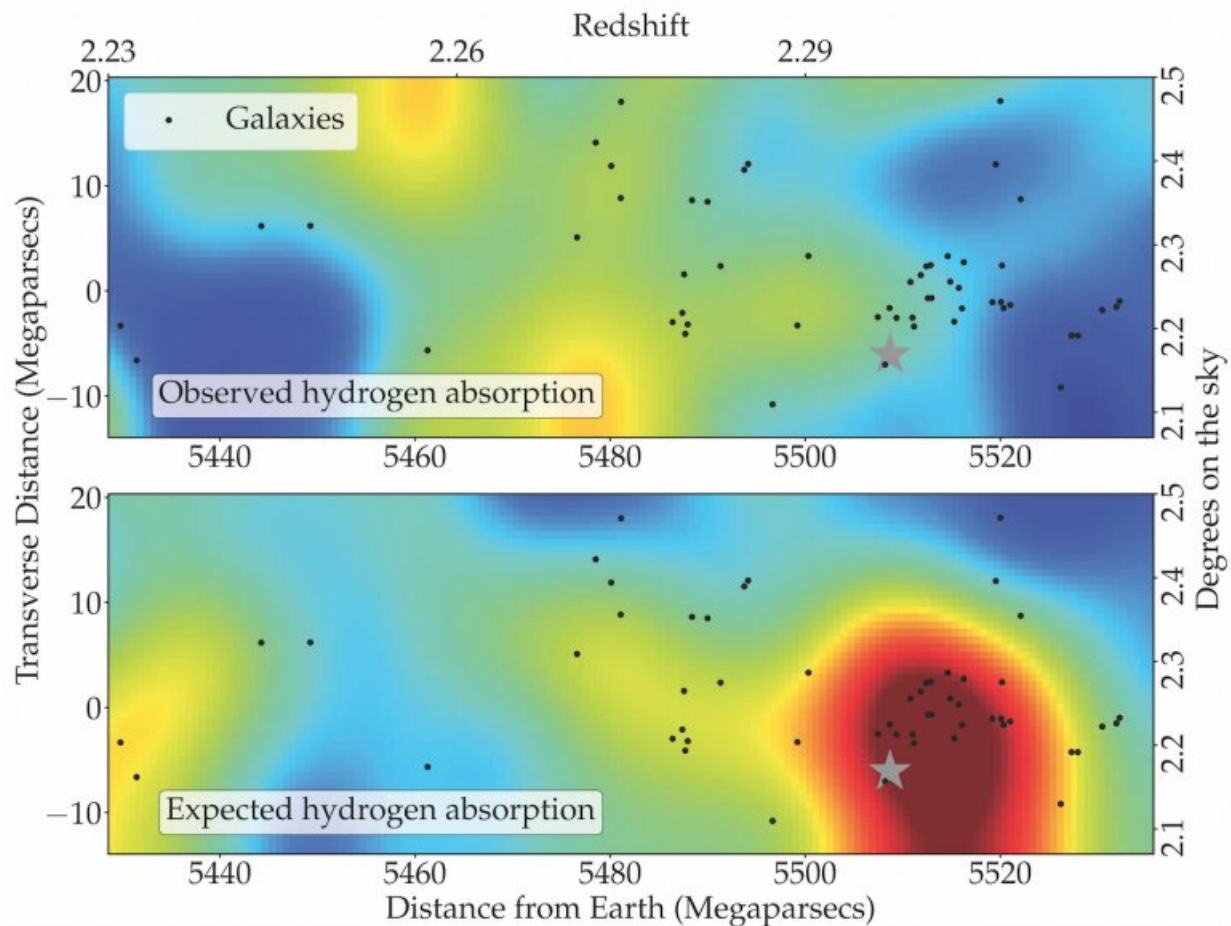 Redshift
2.23 2.26 2.29
20
10
0
−10
Galaxies
Observed hydrogen absorption
2.5
2.4
2.3
2.2
2.1
5440 5460 5480 5500 5520
Transverse Distance (Megaparsecs)
Degrees on the sky
20
10
0
−10
Expected hydrogen absorption
2.5
2.4
2.3
2.2
2.1
5440 5460 5480 5500 5520
Distance from Earth (Megaparsecs)